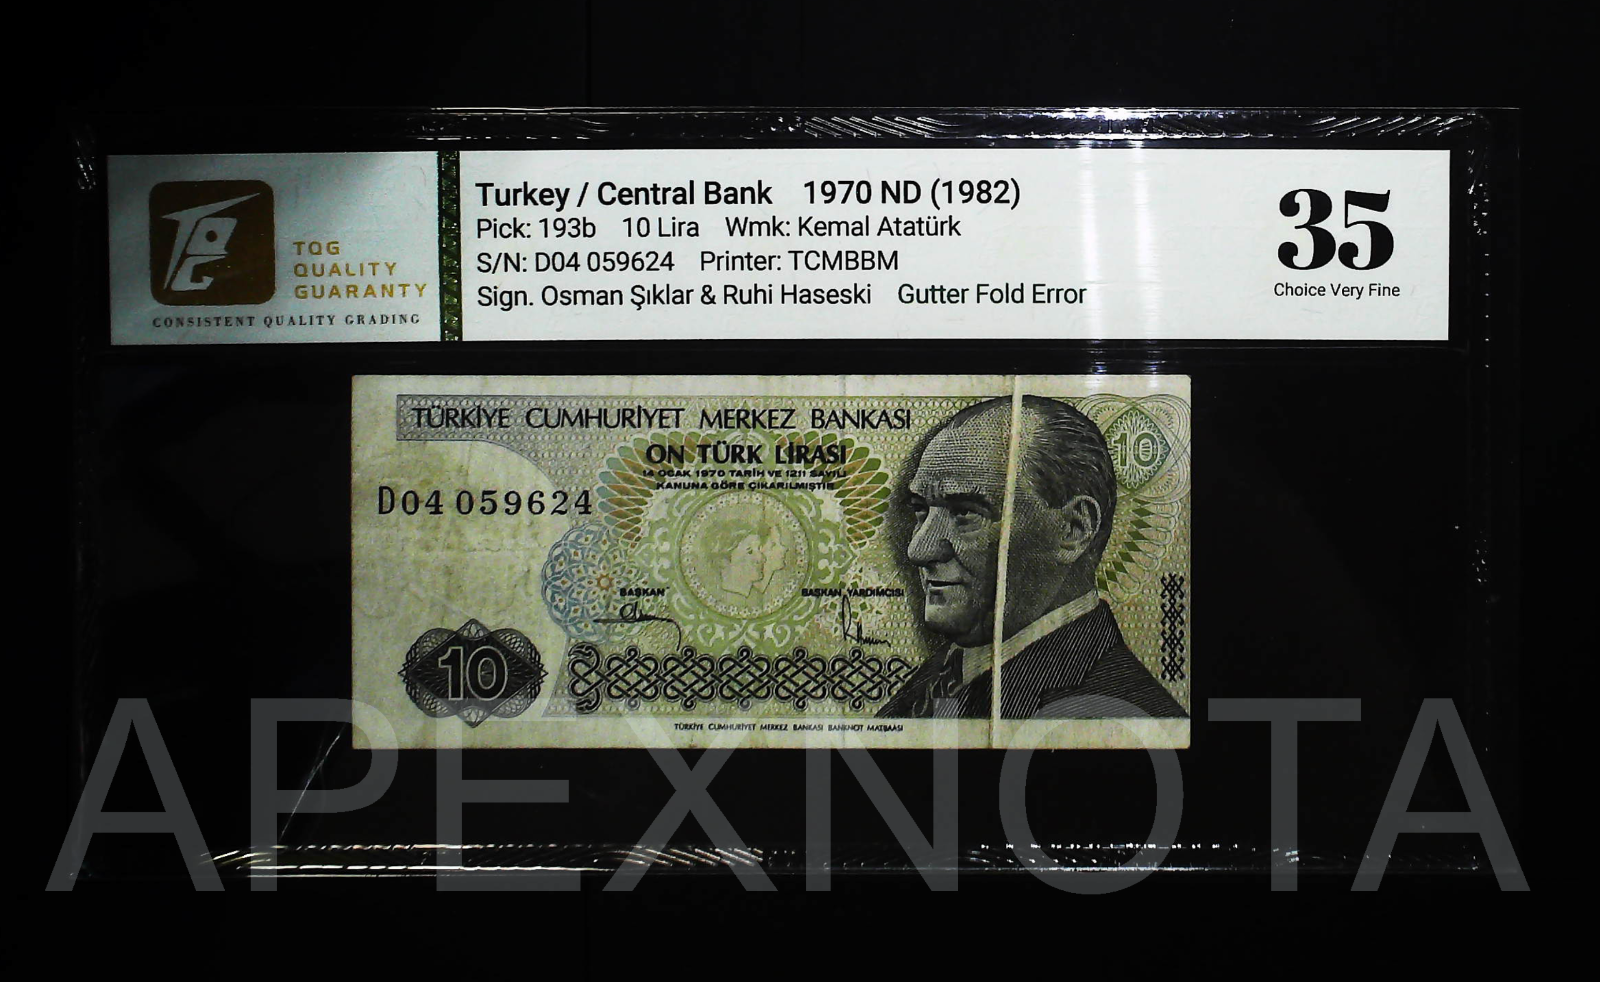 TQG
QUALITY
GUARANTY
CONSISTENT QUALITY GRADING
Turkey / Central Bank 1970 ND (1982)
Pick: 193b 10 Lira Wmk: Kemal Atatürk
S/N: D04 059624 Printer: TCMBBM
Sign. Osman Şıklar & Ruhi Haseski Gutter Fold Error
35
Choice Very Fine
TÜRKİYE CUMHURİYET MERKEZ BANKASI
ON TÜRK LİRASI
14 OCAK 1970 TARİH VE 1211 SAYILI
KANUNA GÖRE ÇIKARILMIŞTIR
10
D04 059624
BAŞKAN
BAŞKAN YARDIMCISI
10
TÜRKİYE CUMHURİYET MERKEZ BANKASI BANKNOT MATBAASI
APEXNOTA